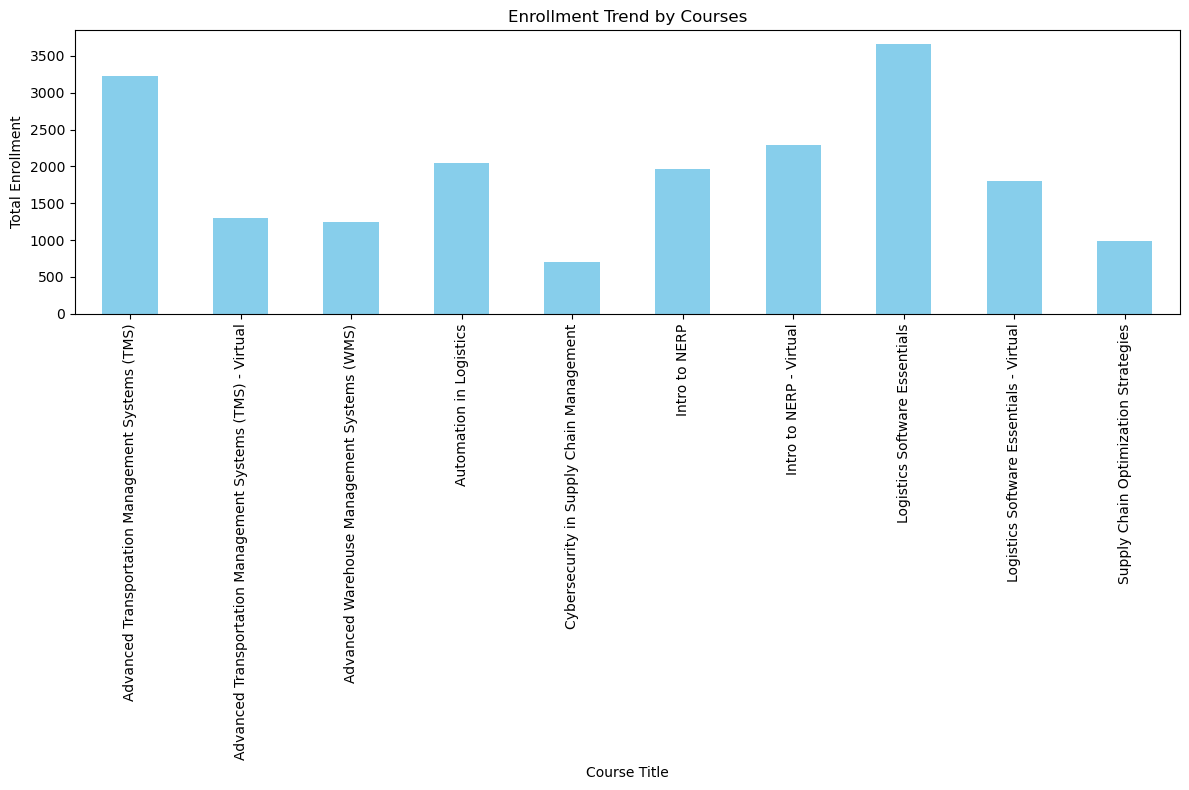 Enrollment Trend by Courses
Total Enrollment
3500
3000
2500
2000
1500
1000
500
0
Advanced Transportation Management Systems (TMS)
Advanced Transportation Management Systems (TMS) - Virtual
Advanced Warehouse Management Systems (WMS)
Automation in Logistics
Cybersecurity in Supply Chain Management
Intro to NERP
Intro to NERP - Virtual
Logistics Software Essentials
Logistics Software Essentials - Virtual
Supply Chain Optimization Strategies
Course Title